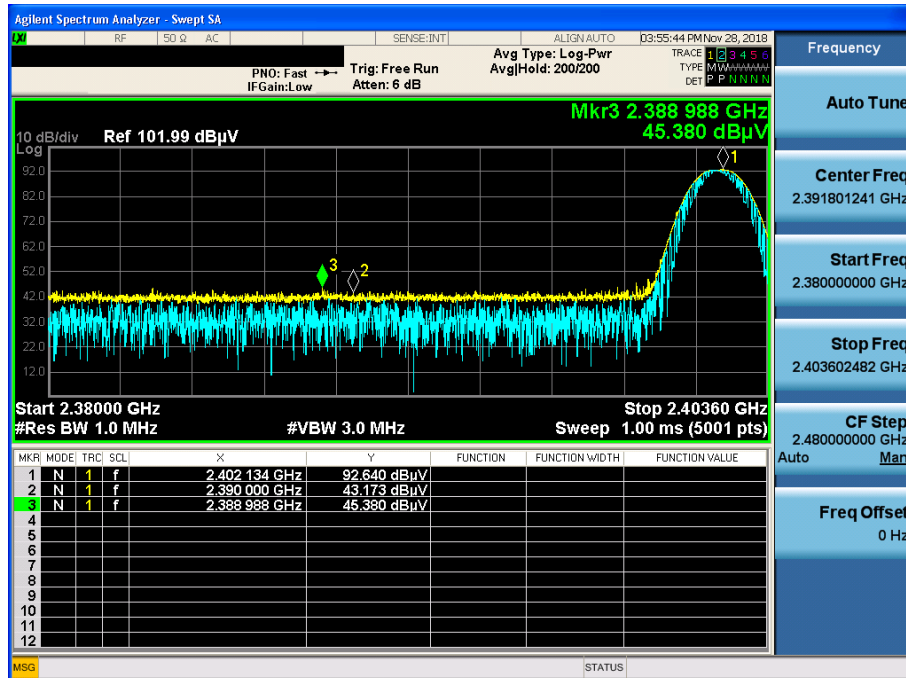 Agilent Spectrum Analyzer - Swept SA
LXI RF 50 Ω AC SENSE:INT ALIGN AUTO 03:55:44 PM Nov 28, 2018
PNO: Fast Trig: Free Run Avg Type: Log-Pwr TRACE 1 2 3 4 5 6
IFGain:Low Atten: 6 dB Avg|Hold: 200/200 TYPE M W
DET P P N N N N
Mkr3 2.388 988 GHz
45.380 dBµV
10 dB/div Ref 101.99 dBµV
Log
92.0
82.0
72.0
62.0
52.0
42.0
32.0
22.0
12.0
1
3
2
Start 2.38000 GHz Stop 2.40360 GHz
#Res BW 1.0 MHz #VBW 3.0 MHz Sweep 1.00 ms (5001 pts)
MKR MODE TRC SCL X Y FUNCTION FUNCTION WIDTH FUNCTION VALUE
1 N 1 f 2.402 134 GHz 92.640 dBµV
2 N 1 f 2.390 000 GHz 43.173 dBµV
3 N 1 f 2.388 988 GHz 45.380 dBµV
4
5
6
7
8
9
10
11
12
MSG STATUS
Frequency
Auto Tune
Center Freq
2.391801241 GHz
Start Freq
2.380000000 GHz
Stop Freq
2.403602482 GHz
CF Step
2.480000000 GHz
Auto Man
Freq Offset
0 Hz